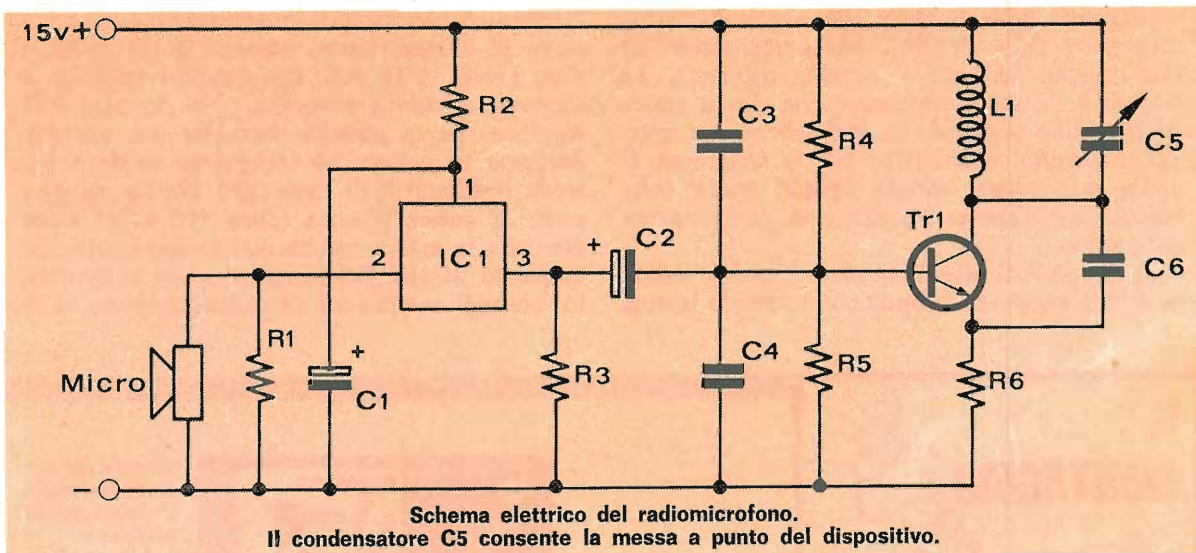 15v+
R2
C3
R4
L1
C5
1
Tr1
2
IC1
3
+
C2
C6
R1
+
C4
R5
Micro
C1
R3
R6
-
Schema elettrico del radiomicrofono.
Il condensatore C5 consente la messa a punto del dispositivo.